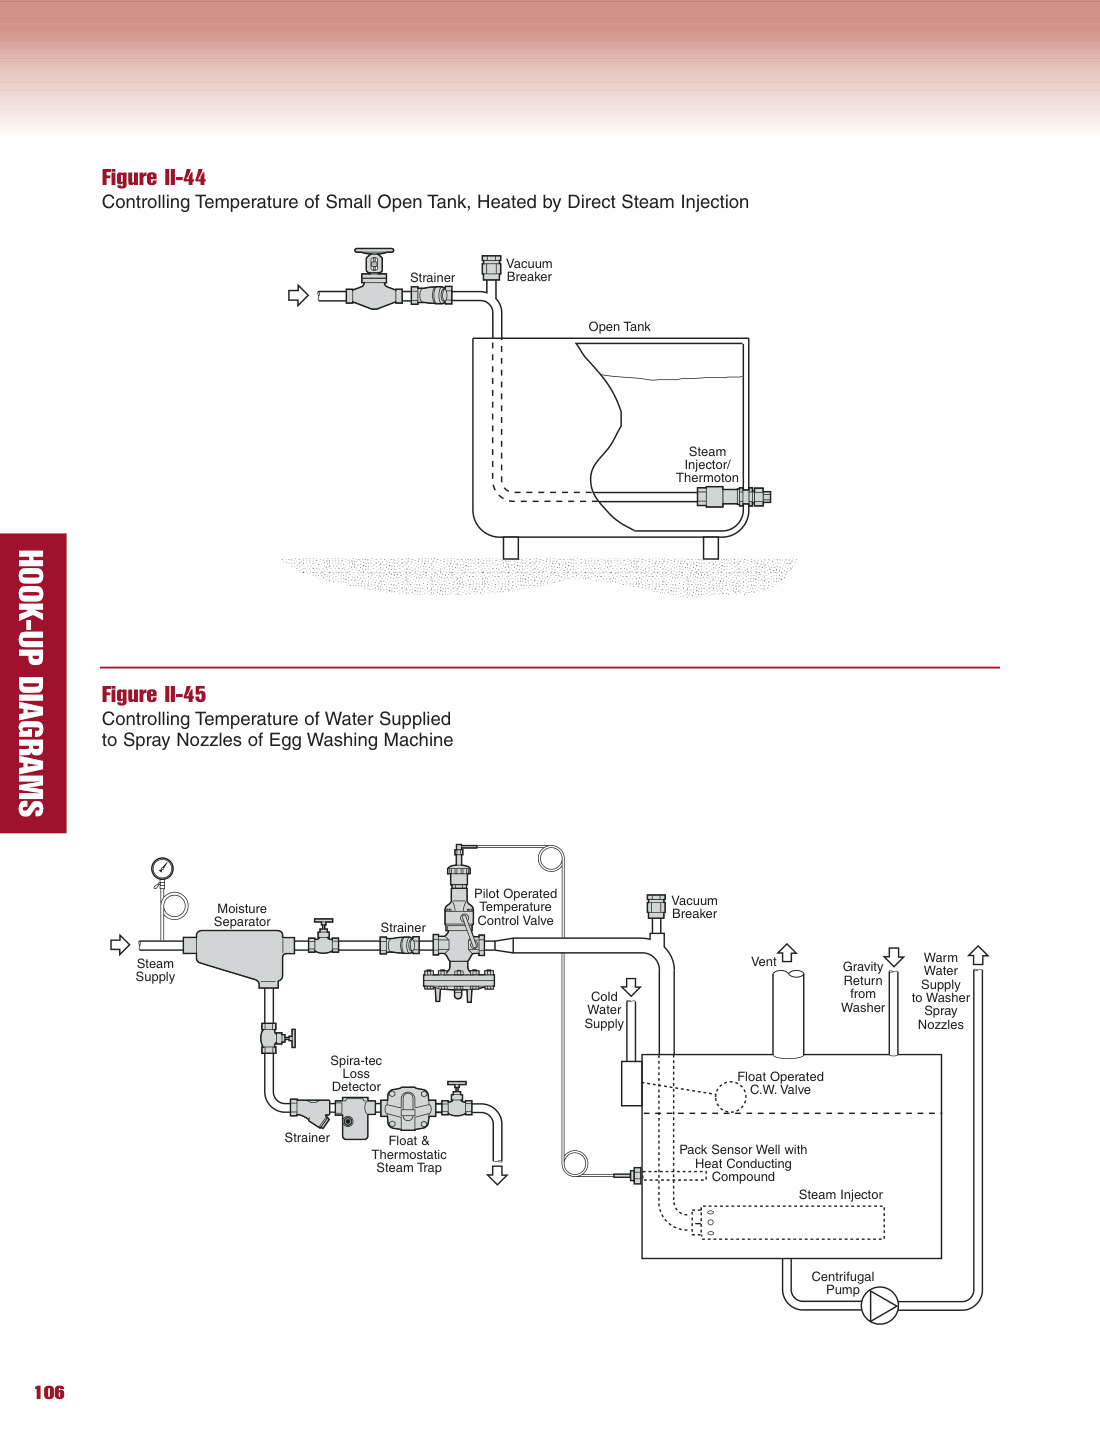 Figure II-44
Controlling Temperature of Small Open Tank, Heated by Direct Steam Injection
Vacuum
Breaker
Strainer
Open Tank
Steam
Injector/
Thermoton
HOOK-UP DIAGRAMS
Figure II-45
Controlling Temperature of Water Supplied
to Spray Nozzles of Egg Washing Machine
Moisture
Separator
Strainer
Pilot Operated
Temperature
Control Valve
Vacuum
Breaker
Steam
Supply
Cold
Water
Supply
Vent
Gravity
Return
from
Washer
Warm
Water
Supply
to Washer
Spray
Nozzles
Spira-tec
Loss
Detector
Strainer
Float &
Thermostatic
Steam Trap
Float Operated
C.W. Valve
Pack Sensor Well with
Heat Conducting
Compound
Steam Injector
Centrifugal
Pump
106